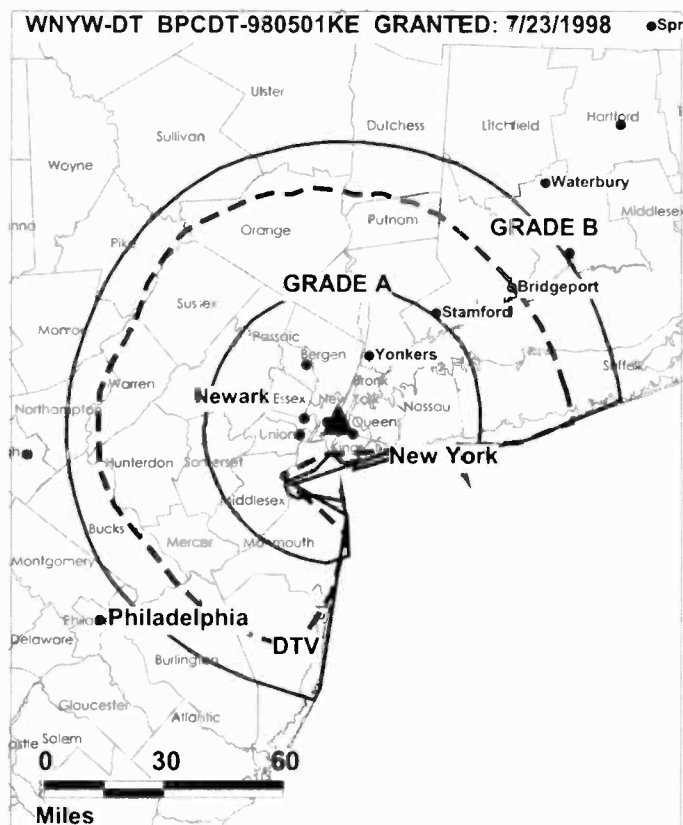 WNYW-DT BPCDT-980501KE GRANTED: 7/23/1998
Spr
Ulster
Sullivan
Dutchess
Litchfield
Hartford
Wayne
Waterbury
Middlesex
Putnam
Orange
GRADE B
Pike
GRADE A
Bridgeport
Sussex
Stamford
Monroe
Passaic
Bergen
Yonkers
Suffolk
Warren
Bronx
Newark
Essex
New York
Nassau
Northampton
Queen
Union
Kings
New York
Hunterdon
Somerset
Middlesex
Bucks
Mercer
Monmouth
Montgomery
Philadelphia
Delaware
DTV
Burlington
Gloucester
Atlantic
Salem
0 30 60
Miles